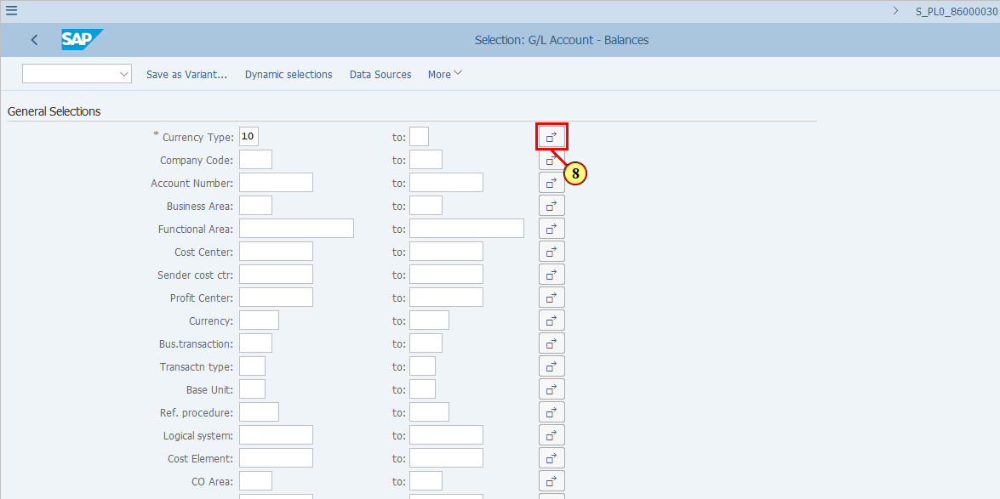 S_PL0_86000030
SAP Selection: G/L Account - Balances
Save as Variant... Dynamic selections Data Sources More
General Selections
* Currency Type: 10 to:
Company Code: to:
8
Account Number: to:
Business Area: to:
Functional Area: to:
Cost Center: to:
Sender cost ctr: to:
Profit Center: to:
Currency: to:
Bus.transaction: to:
Transactn type: to:
Base Unit: to:
Ref. procedure: to:
Logical system: to:
Cost Element: to:
CO Area: to: